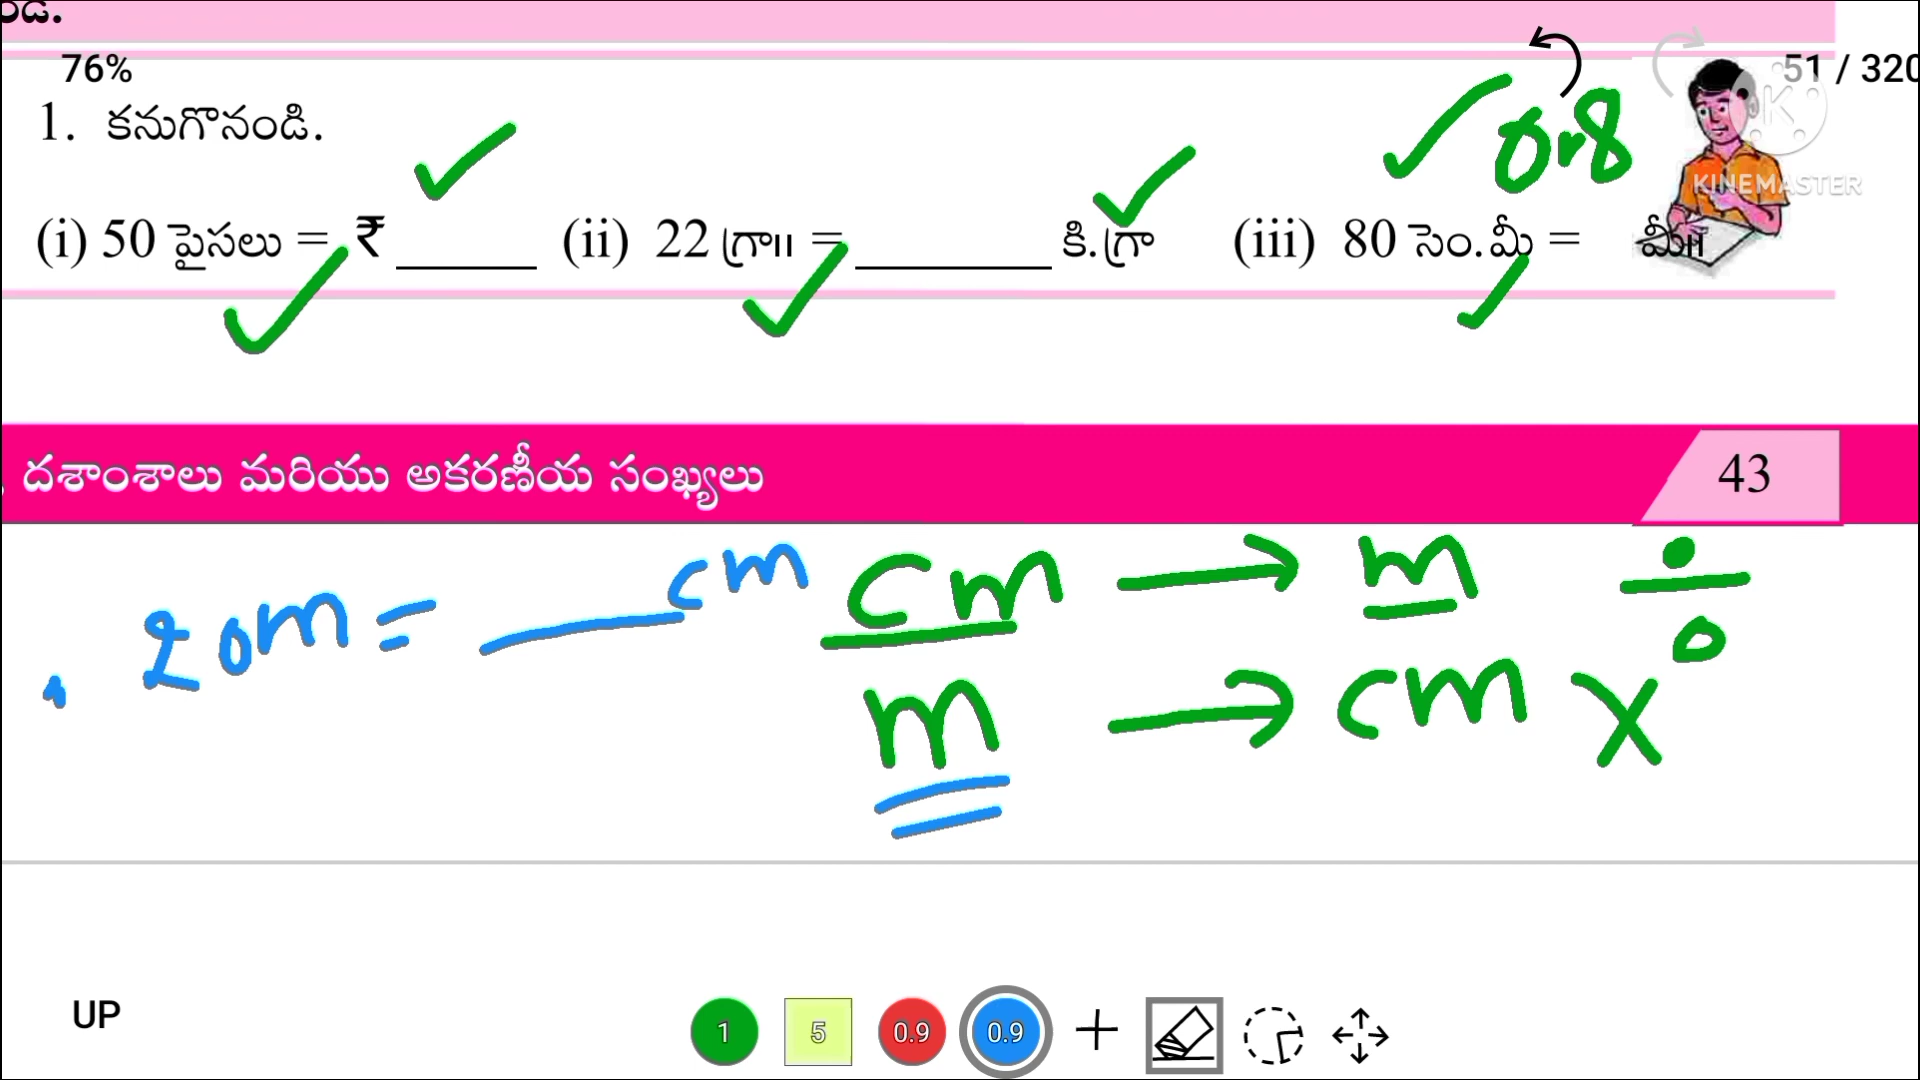 ండి.
76%
51 / 320
1. కనుగొనండి.
0.8
KINEMASTER
(i) 50 పైసలు = ₹ ______ (ii) 22 గ్రా॥ = ________ కి.గ్రా (iii) 80 సెం.మీ = మీ॥
దశాంశాలు మరియు అకరణీయ సంఖ్యలు
43
20m = ____ cm
cm → m ÷
m → cm x
UP
1 5 0.9 0.9 +